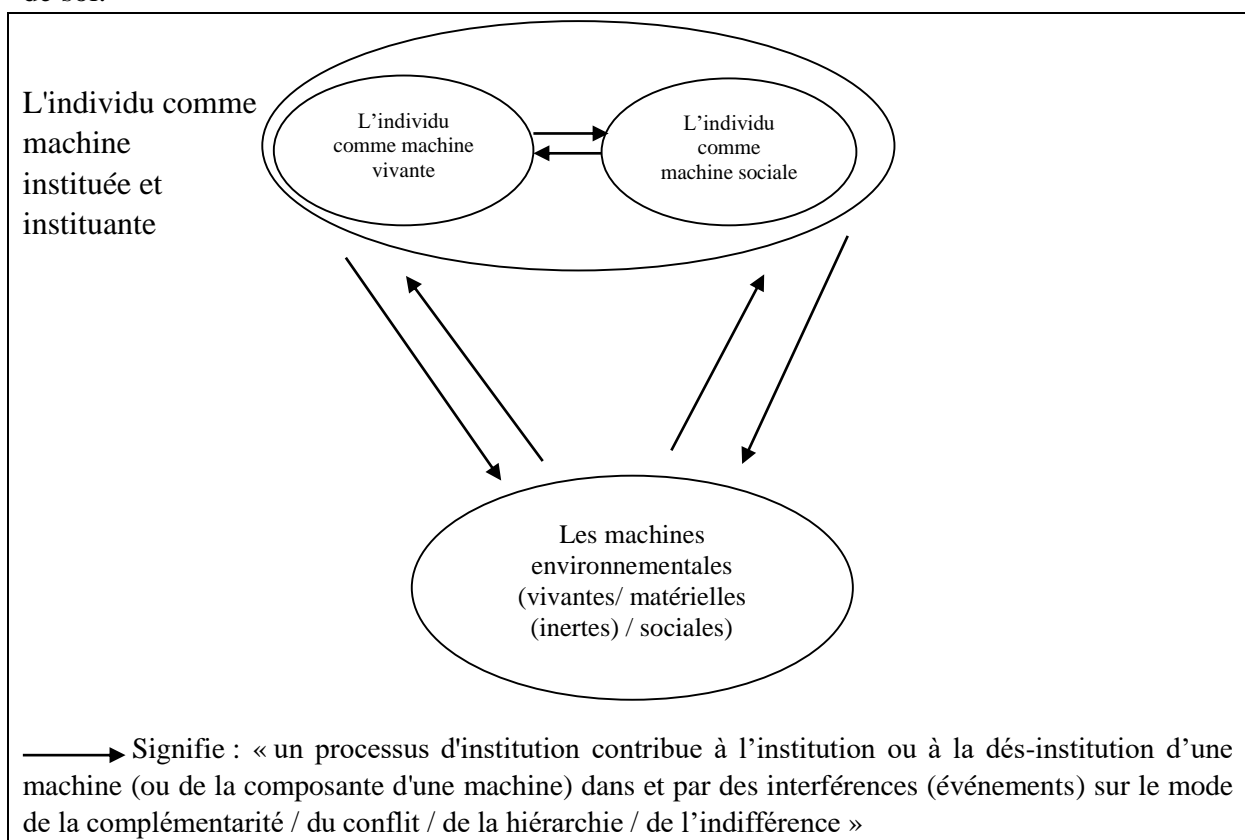 de soi.
L'individu comme
machine
instituée et
instituante
L’individu
comme machine
vivante
L’individu
comme
machine sociale
Les machines
environnementales
(vivantes/ matérielles
(inertes) / sociales)
Signifie : « un processus d'institution contribue à l’institution ou à la dés-institution d’une
machine (ou de la composante d'une machine) dans et par des interférences (événements) sur le mode
de la complémentarité / du conflit / de la hiérarchie / de l’indifférence »